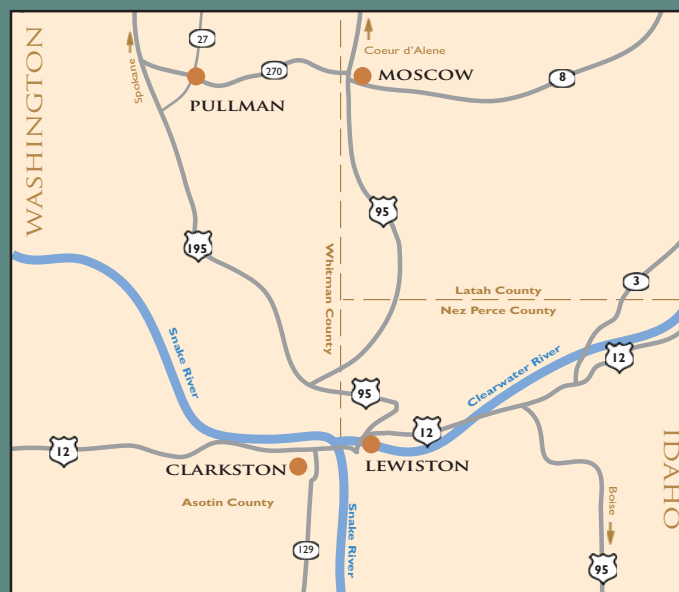 WASHINGTON
27
Coeur d'Alene
Spokane
270
MOSCOW
8
PULLMAN
95
195
Whitman County
3
Latah County
Nez Perce County
Snake River
12
Clearwater River
95
12
12
CLARKSTON
LEWISTON
IDAHO
Asotin County
Boise
Snake River
129
95